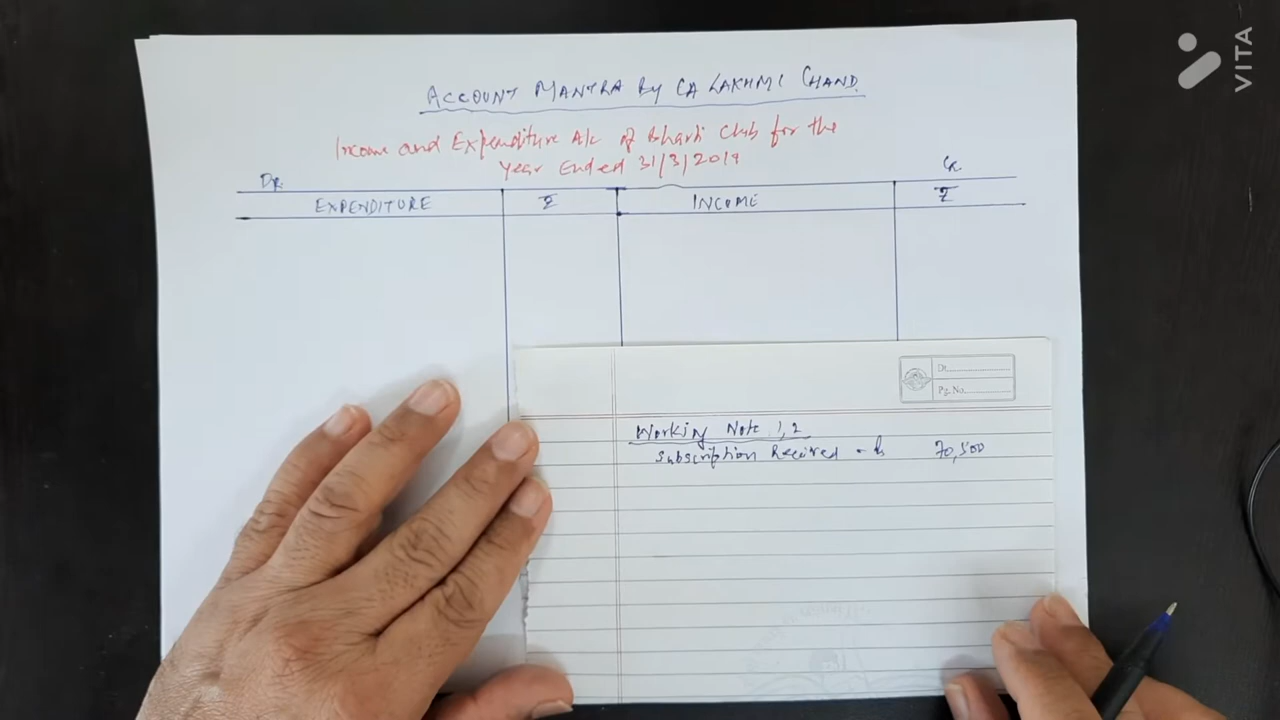 ACCOUNT MANTRA By CA LAKHMI CHAND.
Income and Expenditure A/c of Bharti Club for the
Year Ended 31/3/2019
Dr. Cr.
EXPENDITURE ₹ INCOME ₹
Dt.
Pg. No.
Working Note 1, 2
Subscription Received - 70,500
VITA